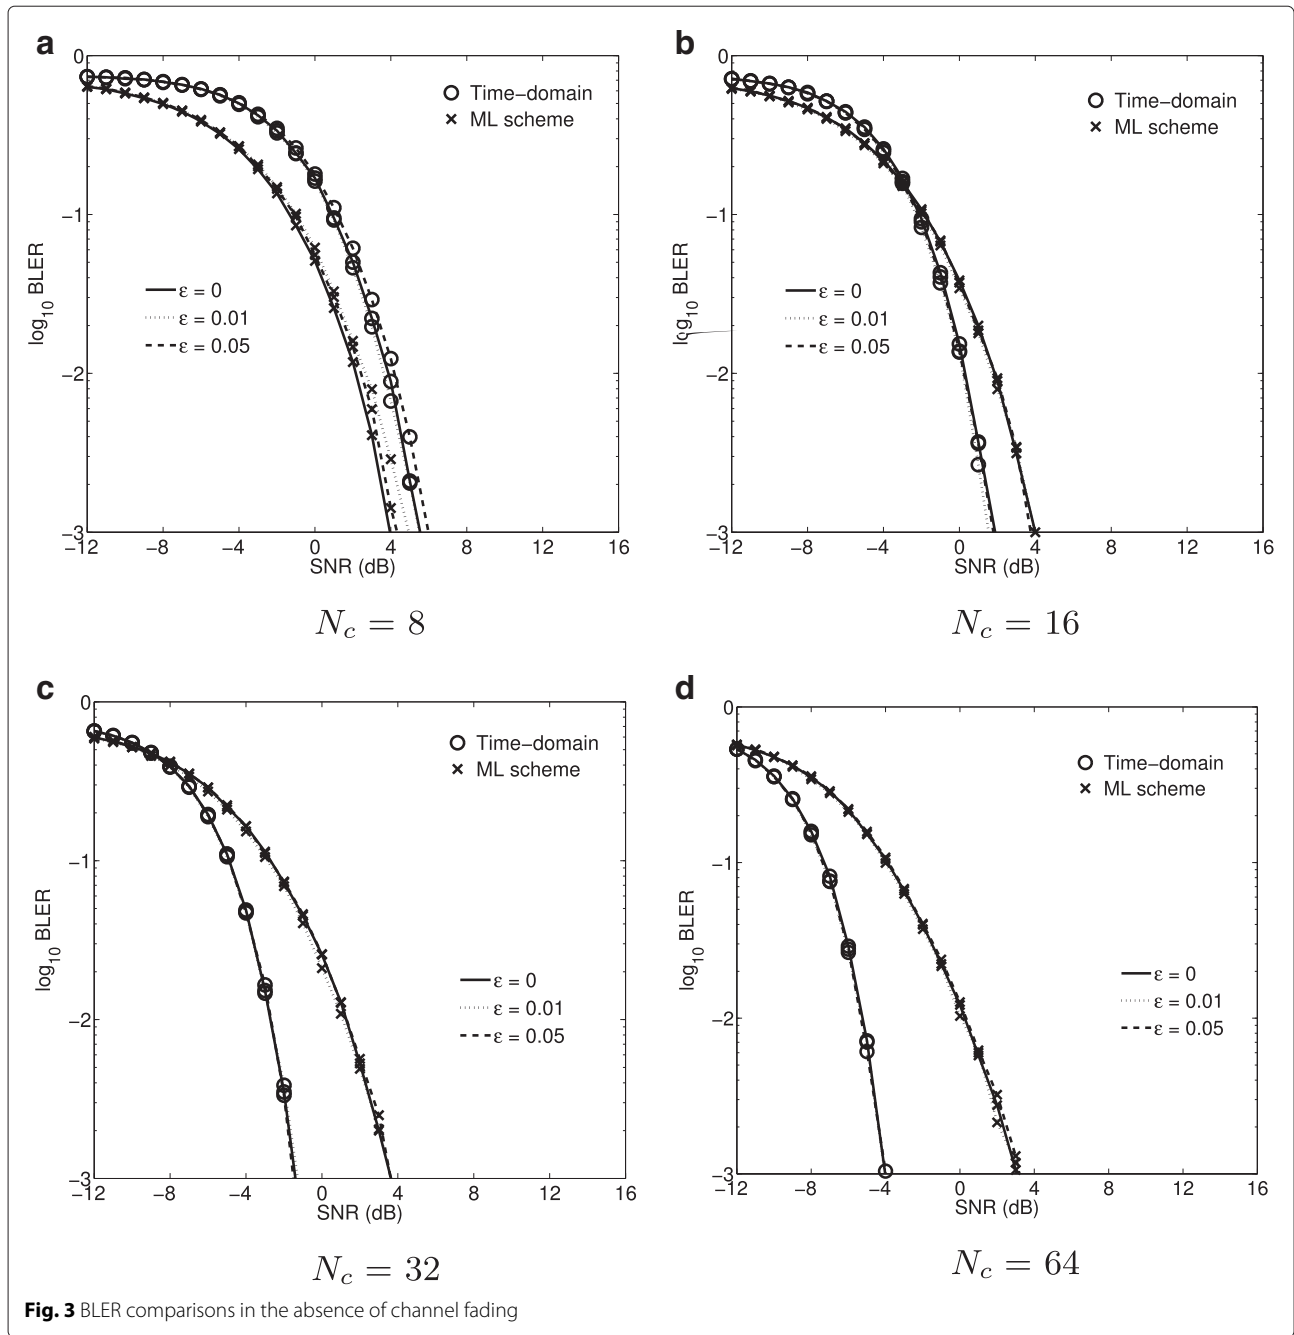 a
0
−1
−2
−3
log10 BLER
Time−domain
ML scheme
ε = 0
ε = 0.01
ε = 0.05
−12 −8 −4 0 4 8 12 16
SNR (dB)
Nc = 8
b
0
−1
−2
−3
log10 BLER
Time−domain
ML scheme
ε = 0
ε = 0.01
ε = 0.05
−12 −8 −4 0 4 8 12 16
SNR (dB)
Nc = 16
c
0
−1
−2
−3
log10 BLER
Time−domain
ML scheme
ε = 0
ε = 0.01
ε = 0.05
−12 −8 −4 0 4 8 12 16
SNR (dB)
Nc = 32
d
0
−1
−2
−3
log10 BLER
Time−domain
ML scheme
ε = 0
ε = 0.01
ε = 0.05
−12 −8 −4 0 4 8 12 16
SNR (dB)
Nc = 64
Fig. 3 BLER comparisons in the absence of channel fading